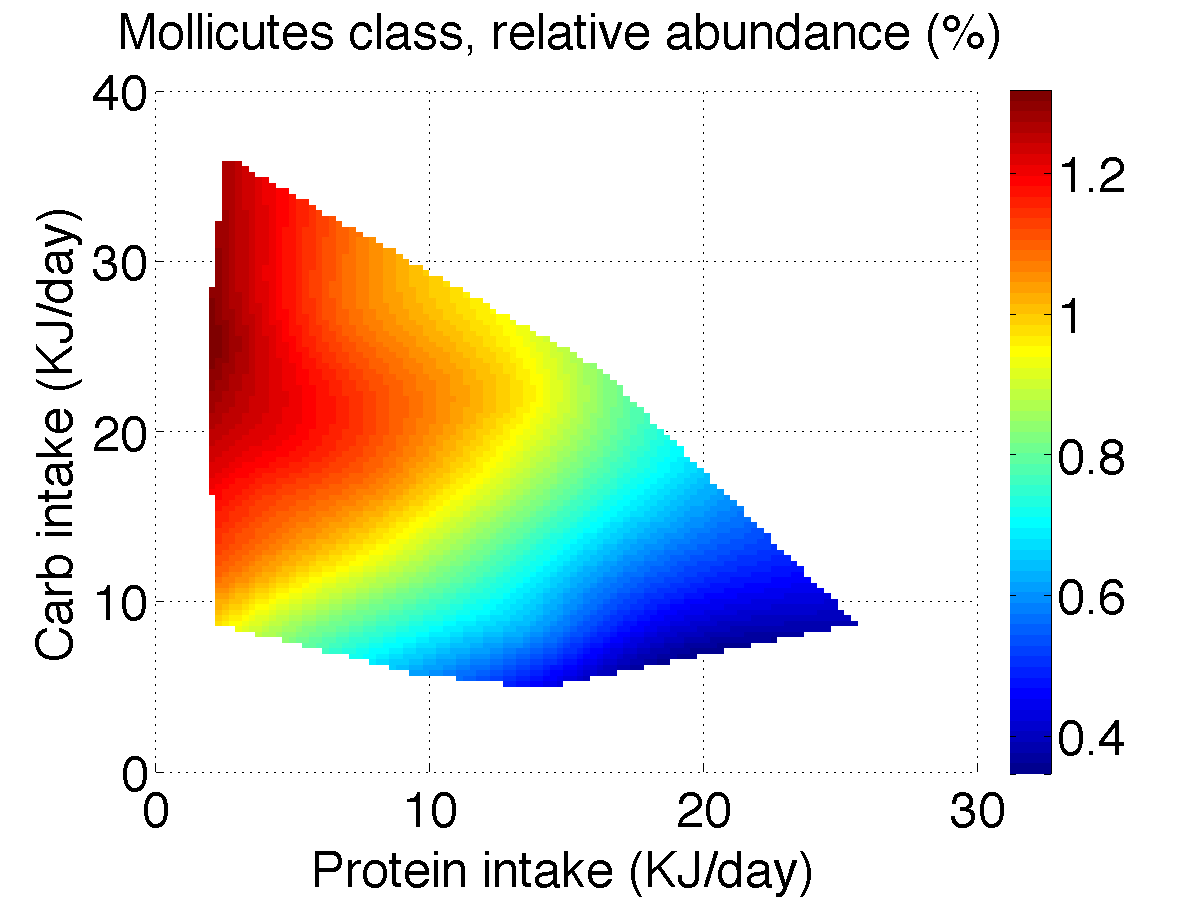 Mollicutes class, relative abundance (%)
40
30
20
10
0
0 10 20 30
Carb intake (KJ/day)
Protein intake (KJ/day)
1.2
1
0.8
0.6
0.4